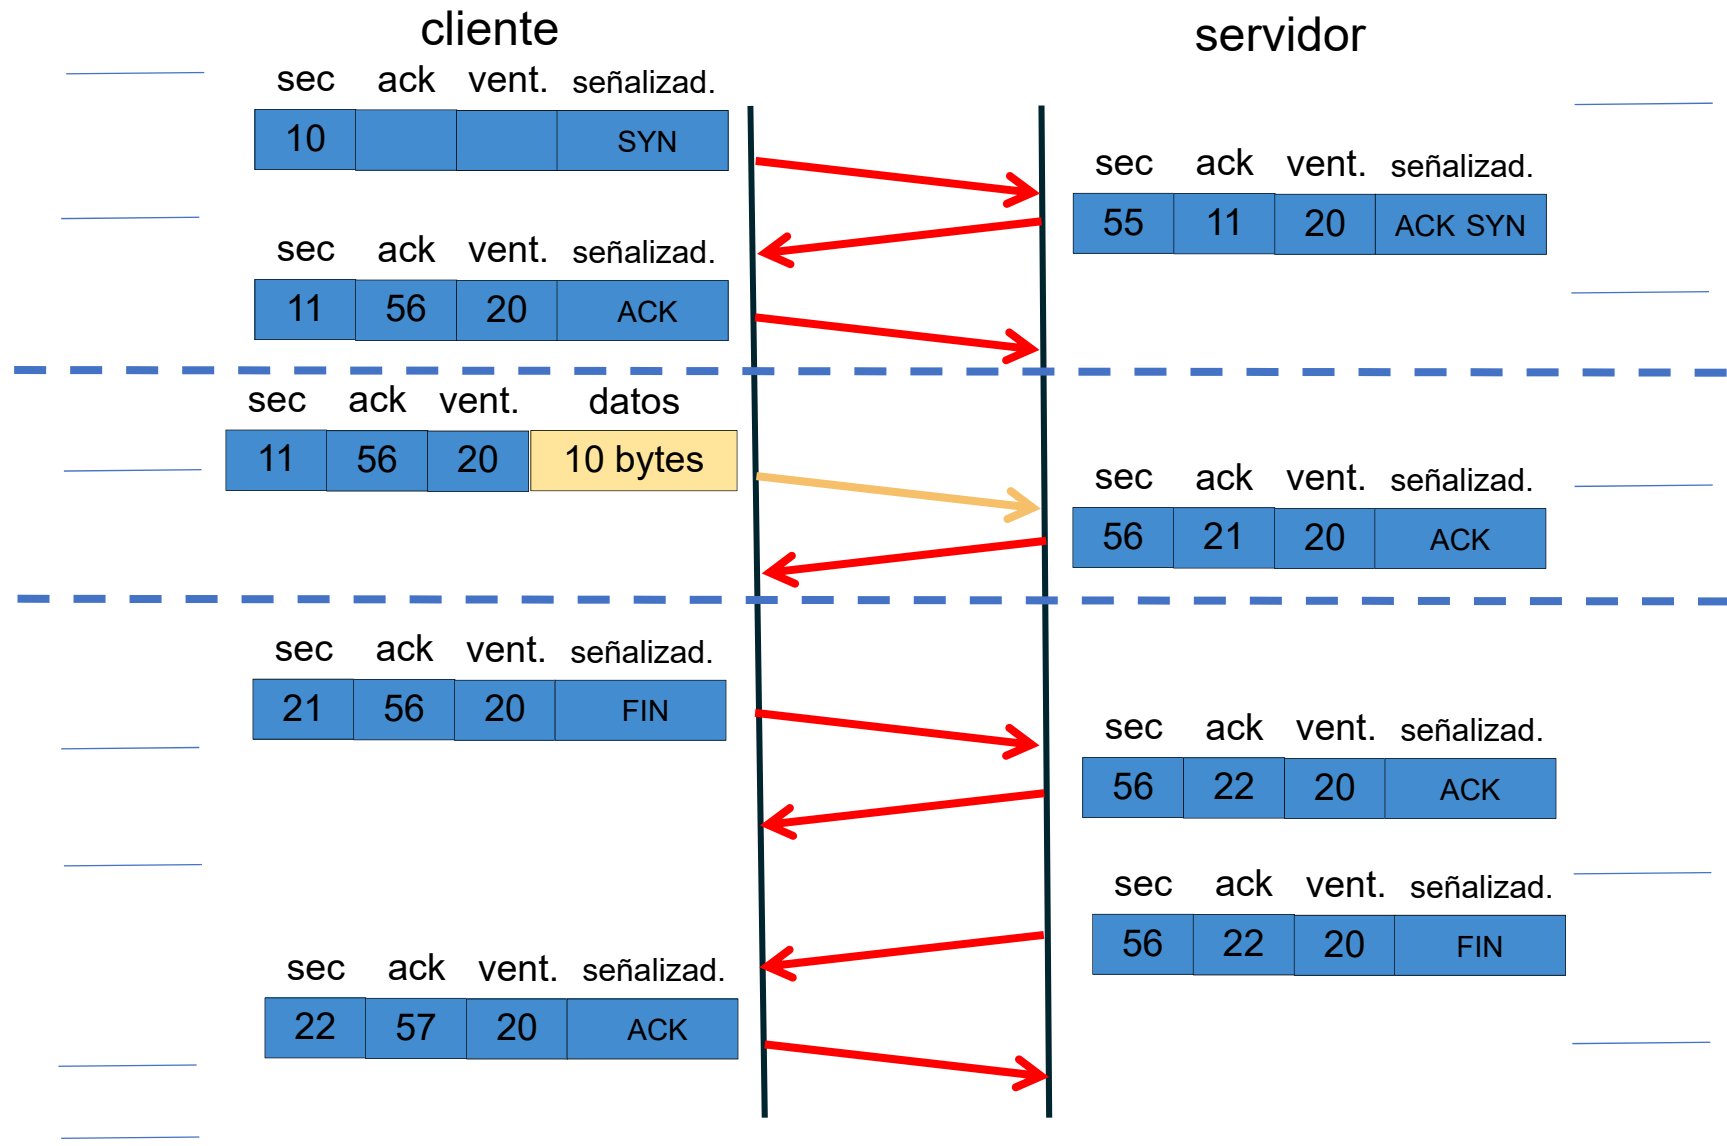 cliente
servidor
sec ack vent. señalizad.
10 SYN
sec ack vent. señalizad.
55 11 20 ACK SYN
sec ack vent. señalizad.
11 56 20 ACK
sec ack vent. datos
11 56 20 10 bytes
sec ack vent. señalizad.
56 21 20 ACK
sec ack vent. señalizad.
21 56 20 FIN
sec ack vent. señalizad.
56 22 20 ACK
sec ack vent. señalizad.
56 22 20 FIN
sec ack vent. señalizad.
22 57 20 ACK